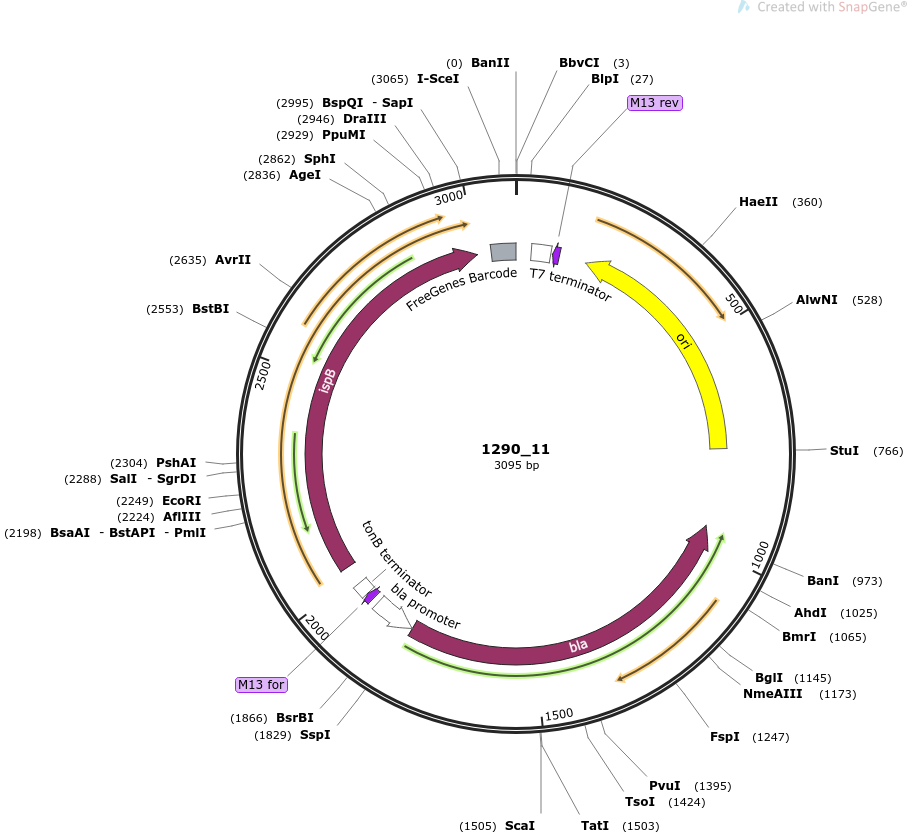 Created with SnapGene®
(0) BanII
BbvCI (3)
(3065) I-SceI
BlpI (27)
(2995) BspQI - SapI
M13 rev
(2946) DraIII
(2929) PpuMI
(2862) SphI
(2836) AgeI
3000
HaeII (360)
(2635) AvrII
FreeGenes Barcode
T7 terminator
AlwNI (528)
500
(2553) BstBI
ori
2500
ispB
1290_11
3095 bp
StuI (766)
(2304) PshAI
(2288) SalI - SgrDI
(2249) EcoRI
(2224) AflIII
(2198) BsaAI - BstAPI - PmlI
1000
tonB terminator
BanI (973)
bla promoter
AhdI (1025)
2000
BmrI (1065)
bla
BglI (1145)
M13 for
NmeAIII (1173)
(1866) BsrBI
1500
(1829) SspI
FspI (1247)
PvuI (1395)
TsoI (1424)
(1505) ScaI
TatI (1503)